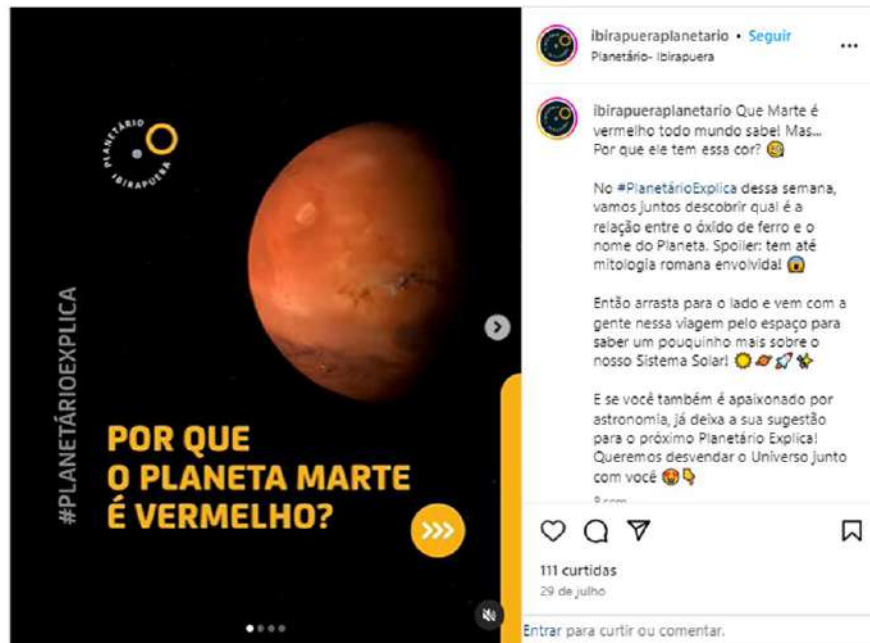 PLANETÁRIO
IBIRAPUERA
#PLANETÁRIOEXPLICA
POR QUE
O PLANETA MARTE
É VERMELHO?
ibirapueraplanetario • Seguir
Planetário- Ibirapuera
ibirapueraplanetario Que Marte é
vermelho todo mundo sabe! Mas...
Por que ele tem essa cor?
No #PlanetárioExplica dessa semana,
vamos juntos descobrir qual é a
relação entre o óxido de ferro e o
nome do Planeta. Spoiler: tem até
mitologia romana envolvida!
Então arrasta para o lado e vem com a
gente nessa viagem pelo espaço para
saber um pouquinho mais sobre o
nosso Sistema Solar!
E se você também é apaixonado por
astronomia, já deixa a sua sugestão
para o próximo Planetário Explica!
Queremos desvendar o Universo junto
com você
111 curtidas
29 de julho
Entrar para curtir ou comentar.